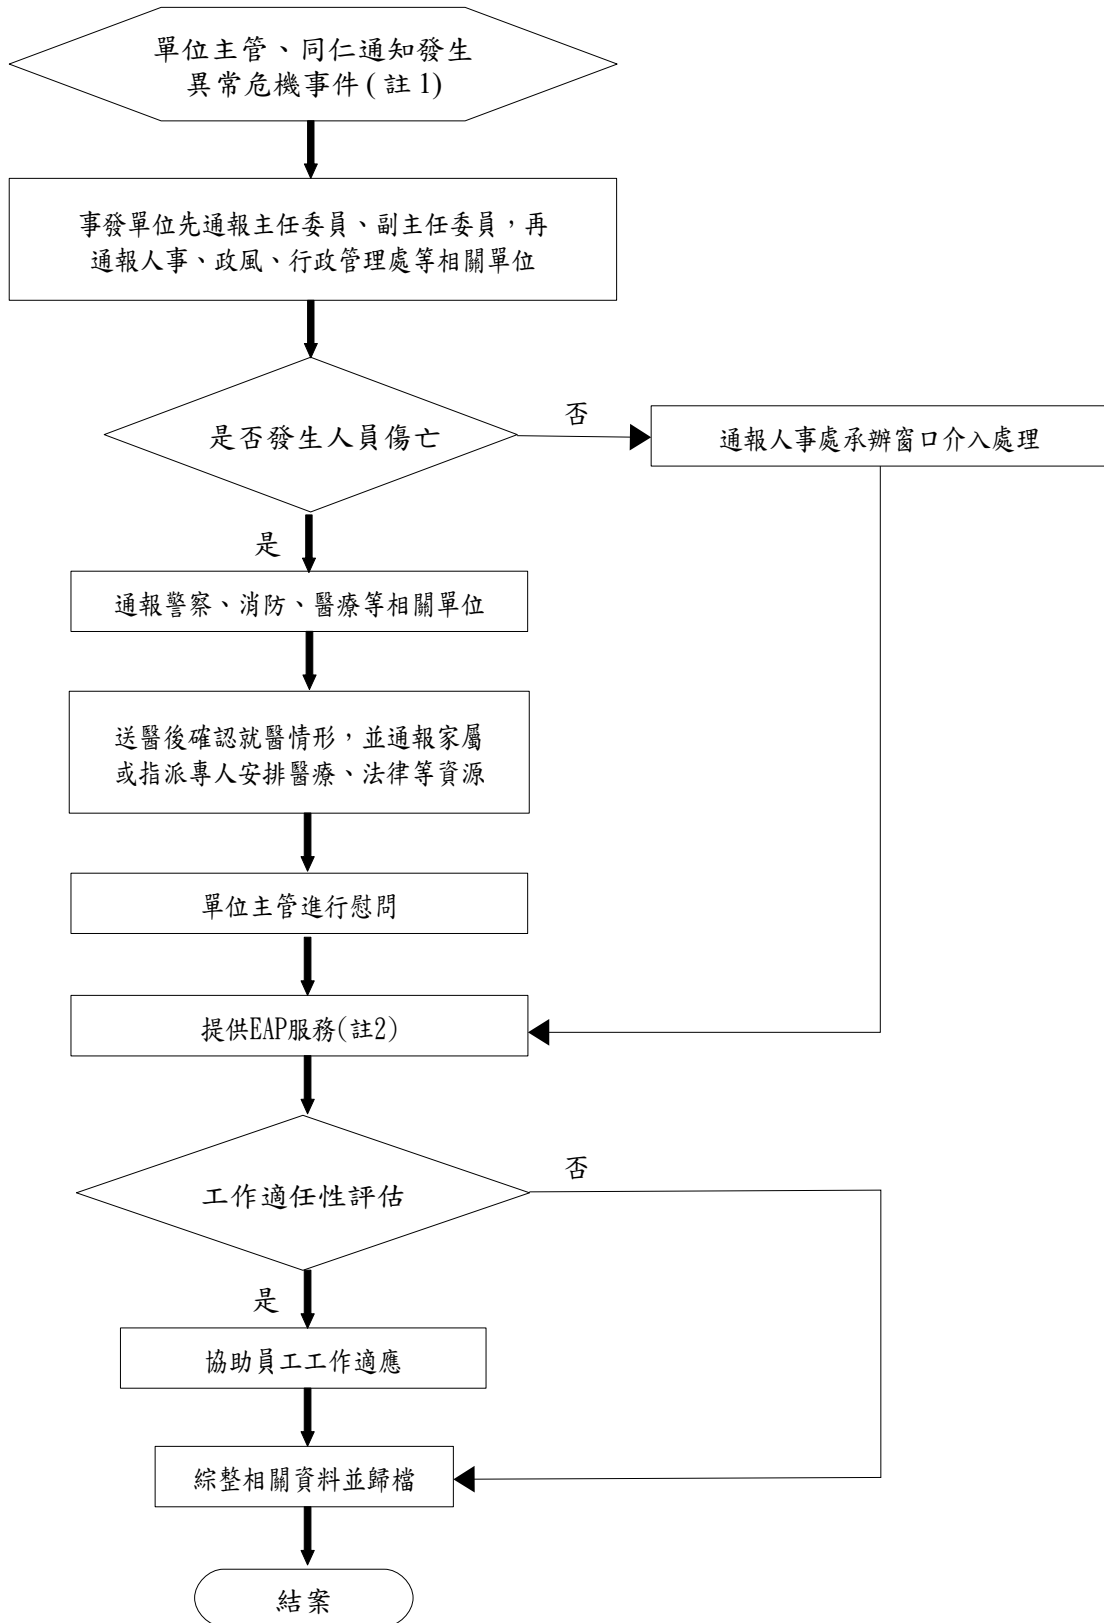 單位主管、同仁通知發生
異常危機事件(註1)
事發單位先通報主任委員、副主任委員，再
通報人事、政風、行政管理處等相關單位
是否發生人員傷亡
否
通報人事處承辦窗口介入處理
是
通報警察、消防、醫療等相關單位
送醫後確認就醫情形，並通報家屬
或指派專人安排醫療、法律等資源
單位主管進行慰問
提供EAP服務(註2)
工作適任性評估
否
是
協助員工工作適應
綜整相關資料並歸檔
結案